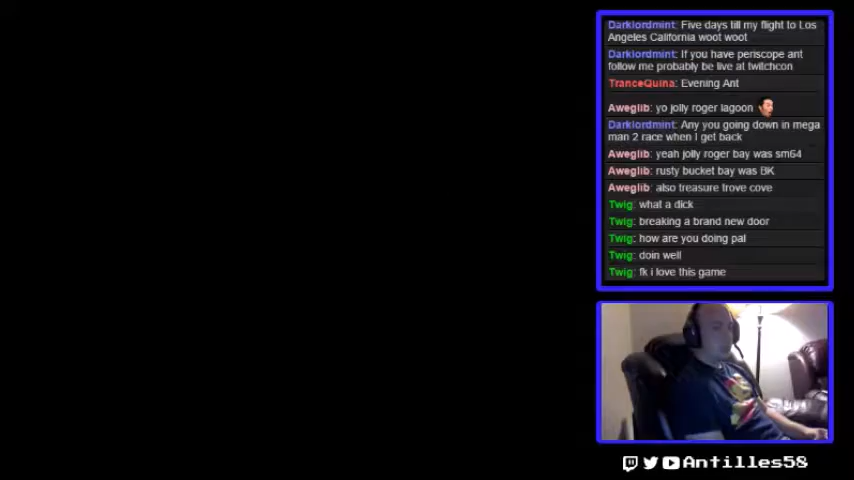 Darklordmint: Five days till my flight to Los
Angeles California woot woot
Darklordmint: If you have periscope ant
follow me probably be live at twitchcon
TranceQuina: Evening Ant
Aweglib: yo jolly roger lagoon
Darklordmint: Any you going down in mega
man 2 race when I get back
Aweglib: yeah jolly roger bay was sm64
Aweglib: rusty bucket bay was BK
Aweglib: also treasure trove cove
Twig: what a dick
Twig: breaking a brand new door
Twig: how are you doing pal
Twig: doin well
Twig: fk i love this game
Antilles58